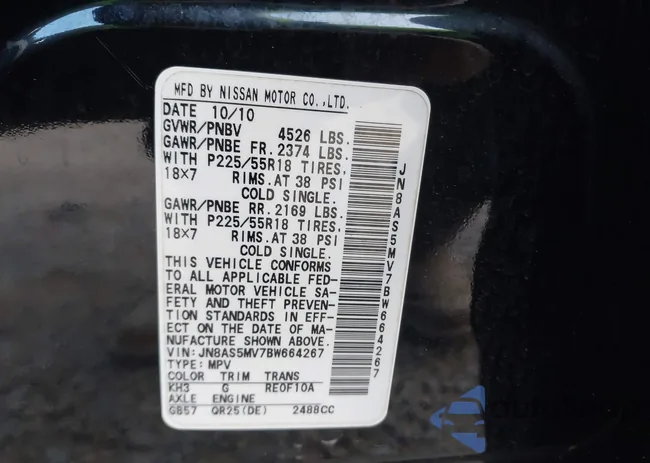 MFD BY NISSAN MOTOR CO.,LTD.
DATE 10/10
GVWR/PNBV 4526 LBS.
GAWR/PNBE FR. 2374 LBS.
WITH P225/55R18 TIRES,
18×7 RIMS.AT 38 PSI
COLD SINGLE.
GAWR/PNBE RR. 2169 LBS.
WITH P225/55R18 TIRES,
18×7 RIMS.AT 38 PSI
COLD SINGLE.
THIS VEHICLE CONFORMS
TO ALL APPLICABLE FED-
ERAL MOTOR VEHICLE SA-
FETY AND THEFT PREVEN-
TION STANDARDS IN EFF-
ECT ON THE DATE OF MA-
NUFACTURE SHOWN ABOVE.
VIN: JN8AS5MV7BW664267
TYPE: MPV
COLOR TRIM TRANS
KH3 G RE0F10A
AXLE ENGINE
GB57 QR25(DE) 2488CC
JN8AS5MV7BW664267